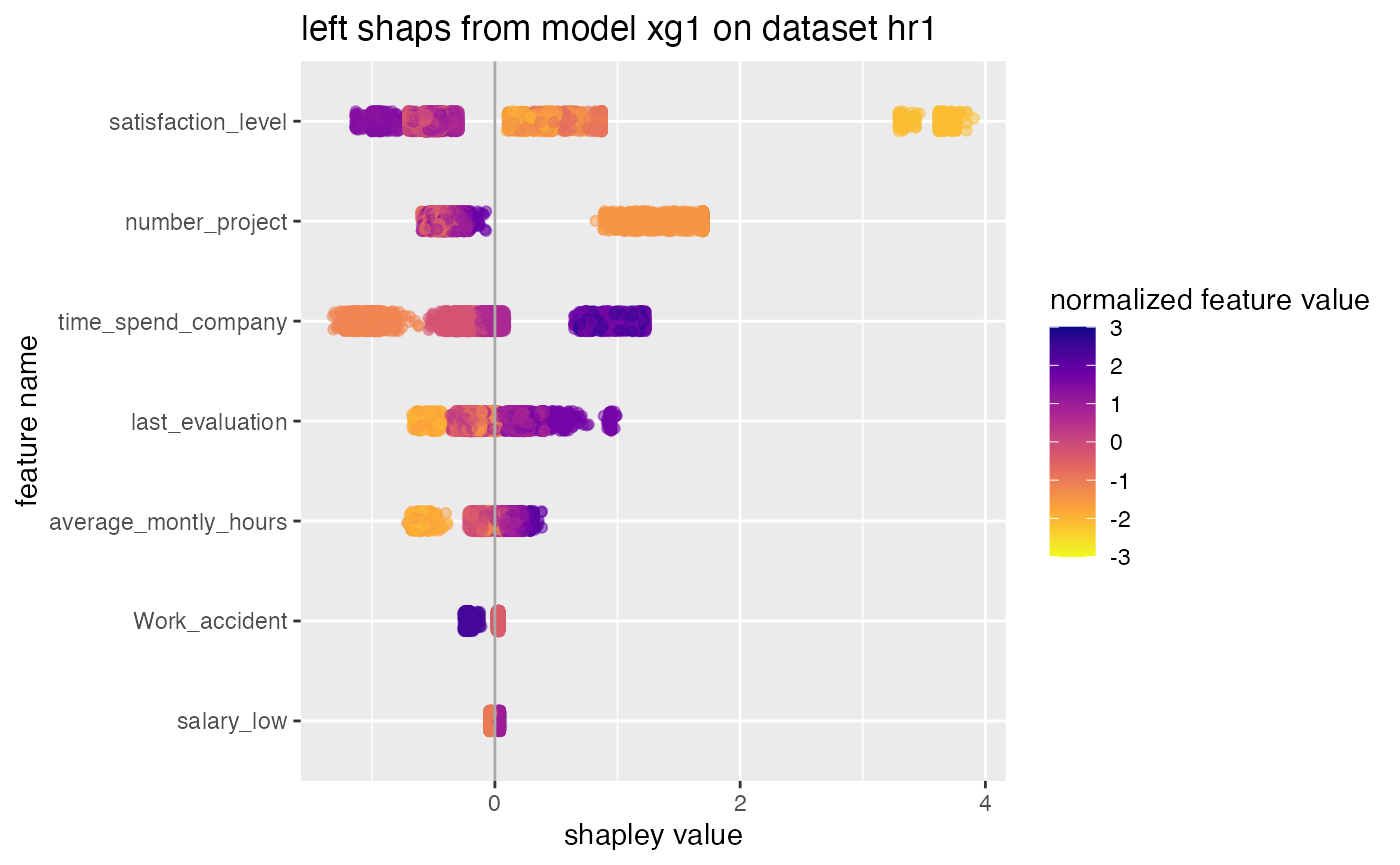 left shaps from model xg1 on dataset hr1
feature name
satisfaction_level
number_project
time_spend_company
last_evaluation
average_montly_hours
Work_accident
salary_low
0
2
4
shapley value
normalized feature value
3
2
1
0
-1
-2
-3